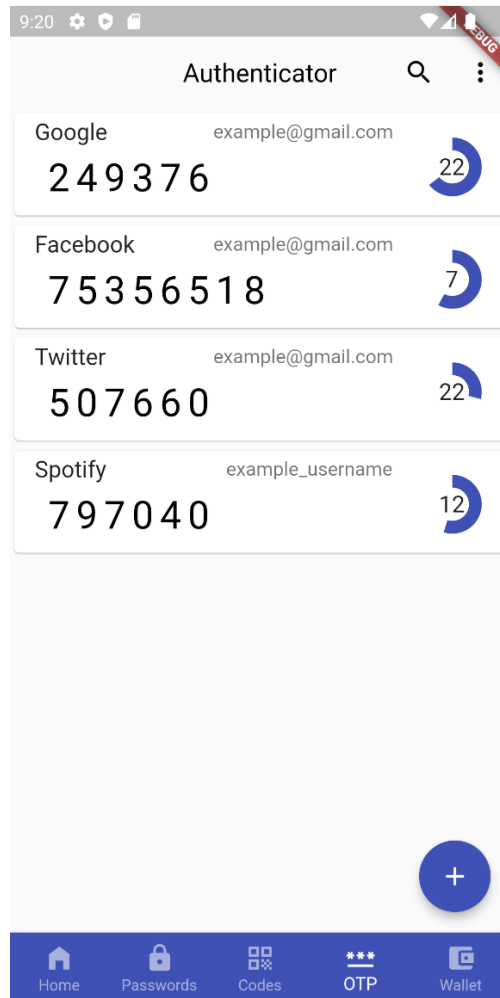 9:20
Authenticator
DEBUG
Google example@gmail.com
249376
22
Facebook example@gmail.com
75356518
7
Twitter example@gmail.com
507660
22
Spotify example_username
797040
12
+
***
Home Passwords Codes OTP Wallet